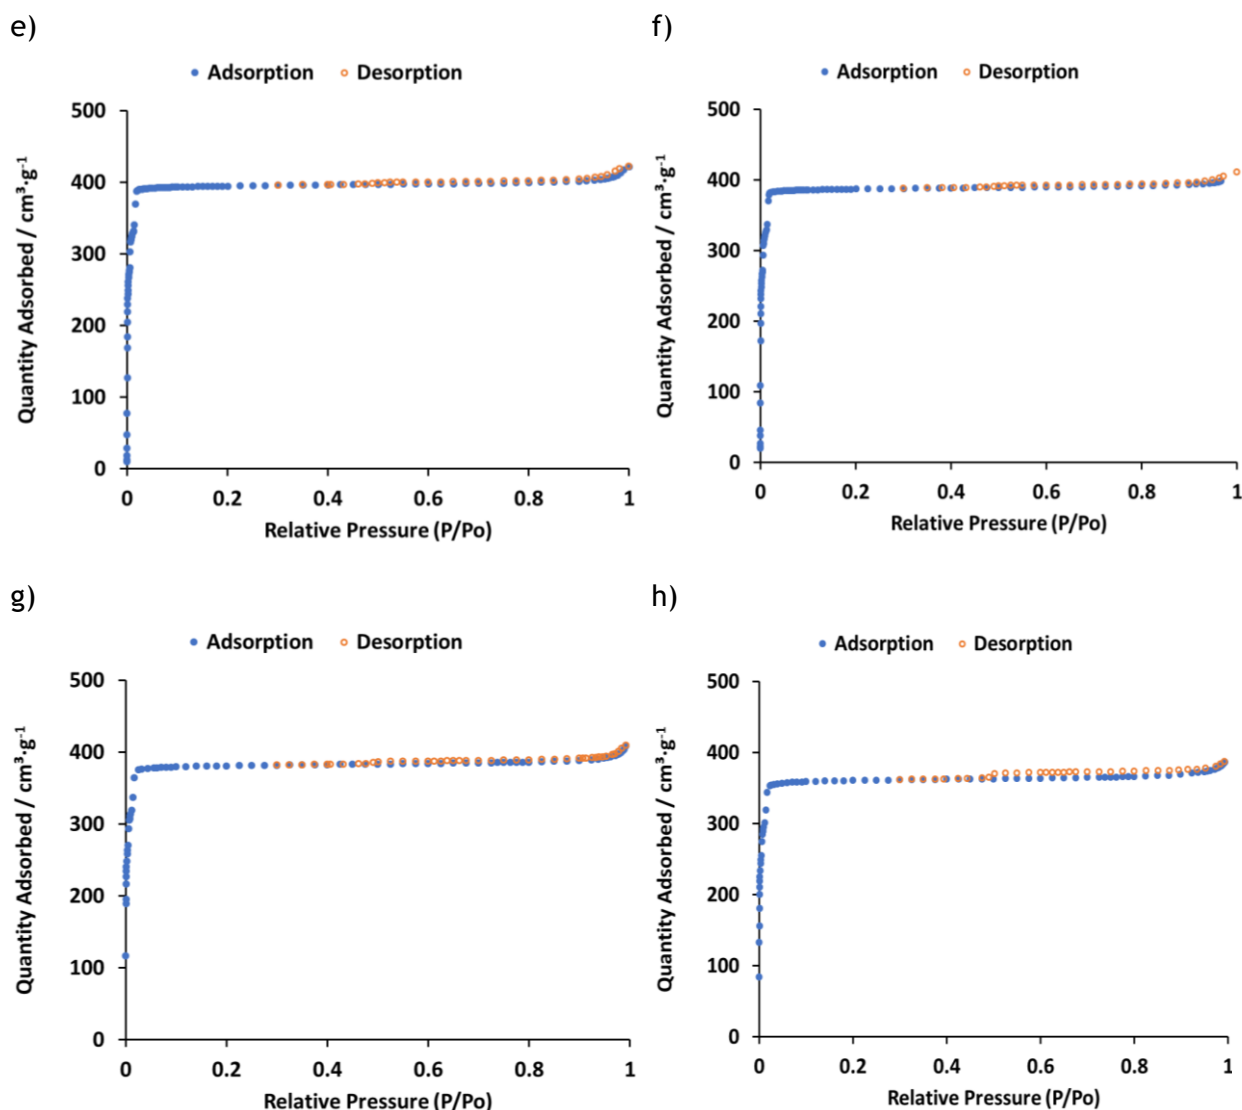 e)
Adsorption Desorption
500
400
300
200
100
0
Quantity Adsorbed / cm³·g⁻¹
0 0.2 0.4 0.6 0.8 1
Relative Pressure (P/Po)
f)
Adsorption Desorption
500
400
300
200
100
0
Quantity Adsorbed / cm³·g⁻¹
0 0.2 0.4 0.6 0.8 1
Relative Pressure (P/Po)
g)
Adsorption Desorption
500
400
300
200
100
0
Quantity Adsorbed / cm³·g⁻¹
0 0.2 0.4 0.6 0.8 1
Relative Pressure (P/Po)
h)
Adsorption Desorption
500
400
300
200
100
0
Quantity Adsorbed / cm³·g⁻¹
0 0.2 0.4 0.6 0.8 1
Relative Pressure (P/Po)